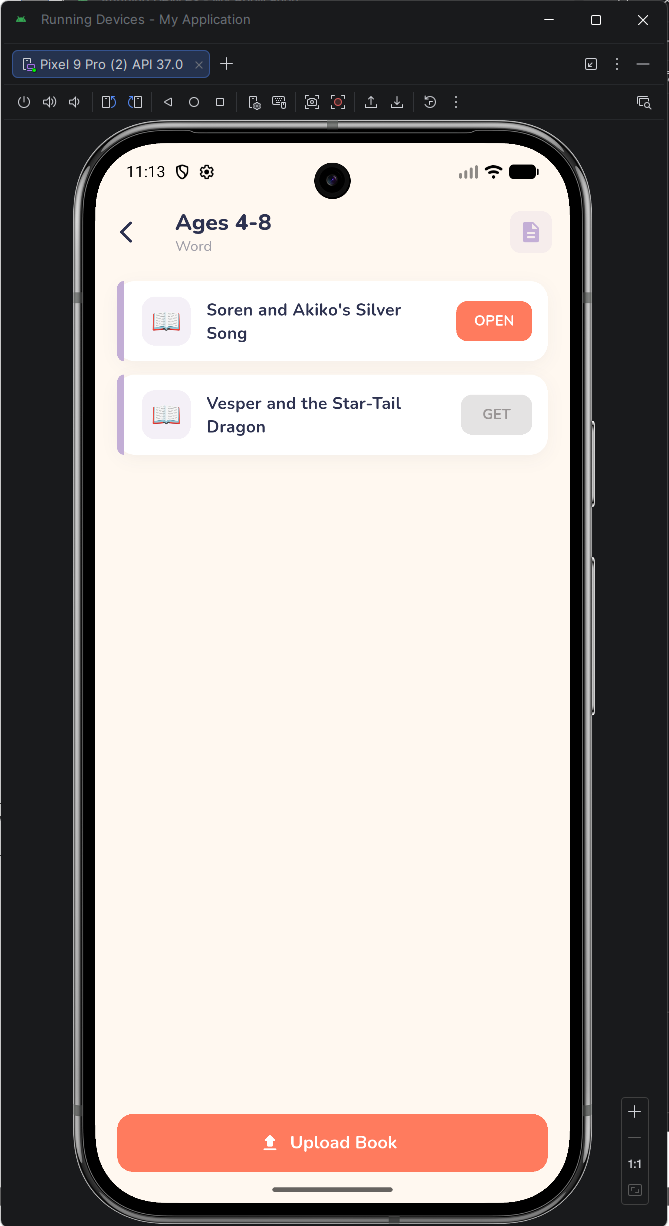 Running Devices - My Application
Pixel 9 Pro (2) API 37.0
11:13
Ages 4-8
Word
Soren and Akiko's Silver
Song
OPEN
Vesper and the Star-Tail
Dragon
GET
Upload Book
1:1